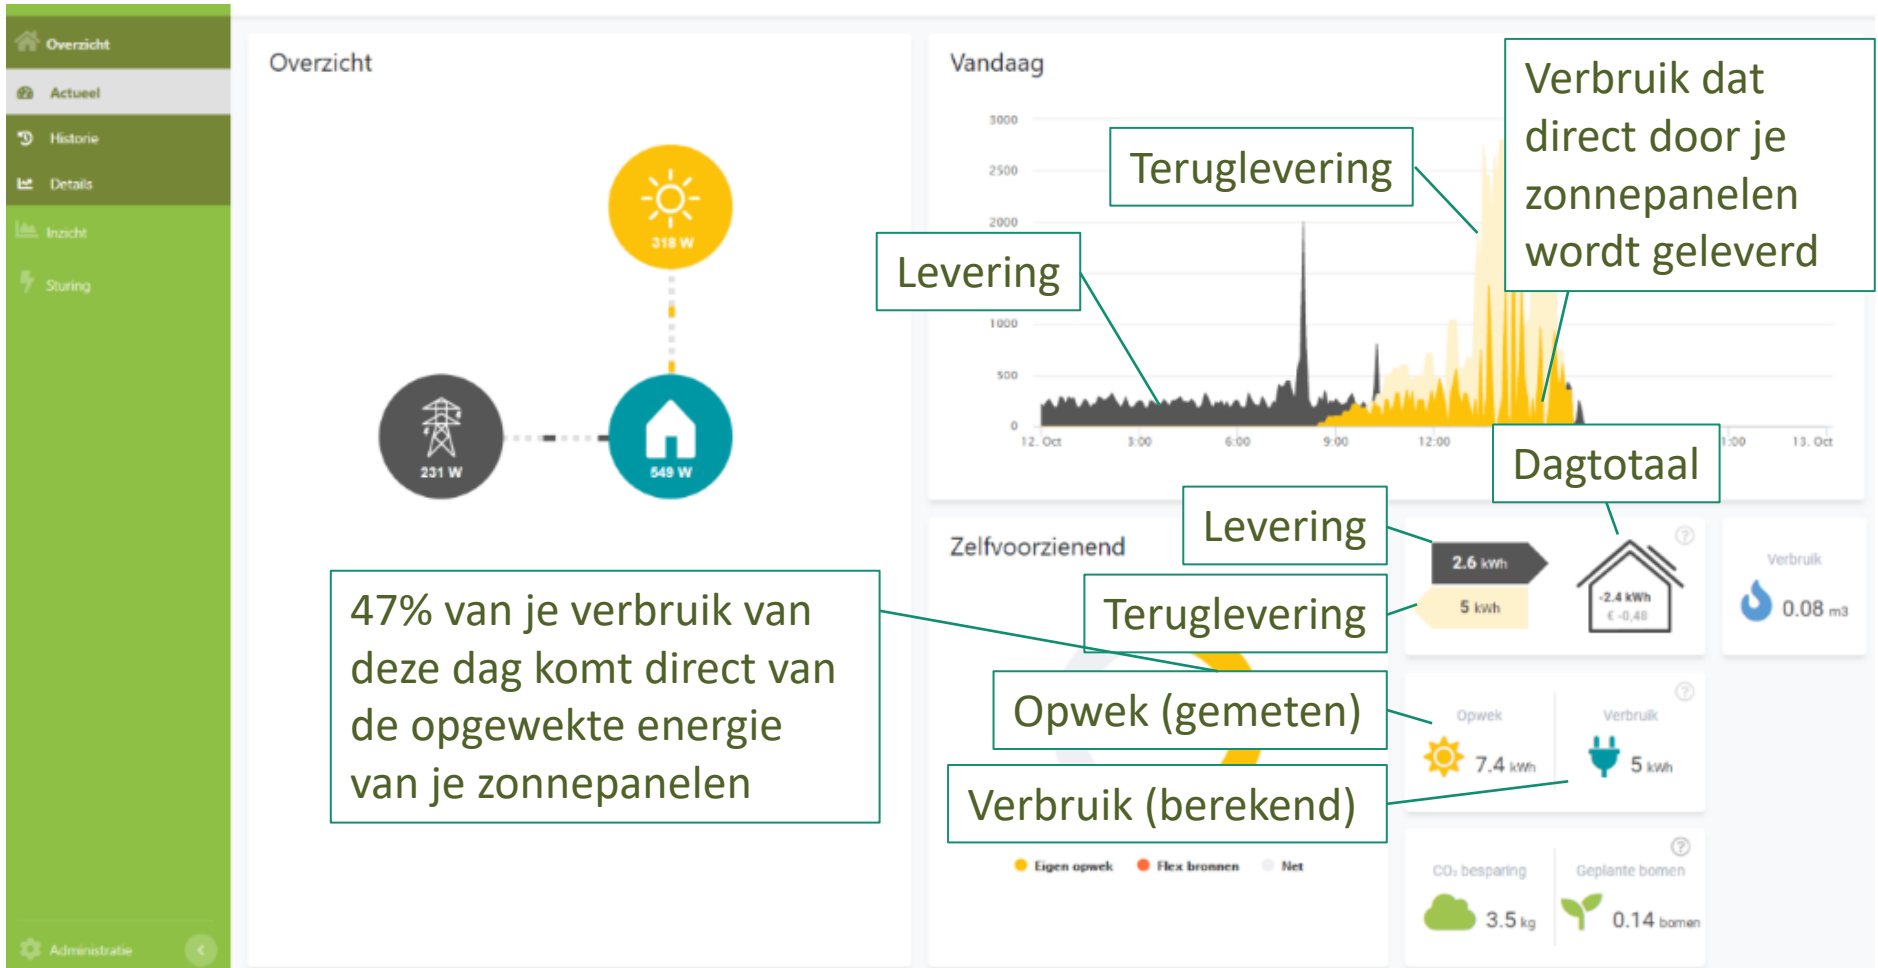 Overzicht
Actueel
Historie
Details
Inzicht
Sturing
Administratie
Overzicht
318 W
231 W
549 W
47% van je verbruik van
deze dag komt direct van
de opgewekte energie
van je zonnepanelen
Vandaag
3000
2500
2000
1000
500
0
12. Oct
3:00
6:00
9:00
12:00
1:00
13. Oct
Levering
Teruglevering
Verbruik dat
direct door je
zonnepanelen
wordt geleverd
Dagtotaal
Zelfvoorzienend
Levering
Teruglevering
Opwek (gemeten)
Verbruik (berekend)
Eigen opwek
Flex bronnen
Net
2.6 kWh
5 kWh
-2.4 kWh
€ -0,48
Verbruik
0.08 m3
Opwek
7.4 kWh
Verbruik
5 kWh
CO₂ besparing
3.5 kg
Geplante bomen
0.14 bomen